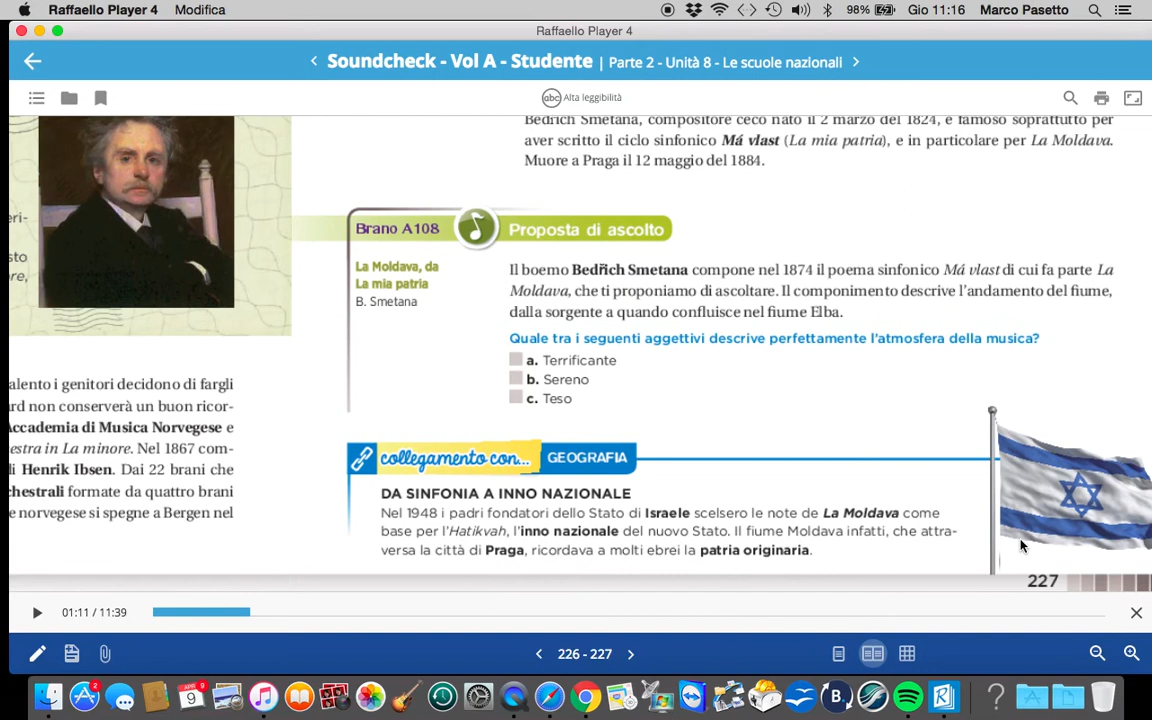 Raffaello Player 4 Modifica 98% Gio 11:16 Marco Pasetto
Raffaello Player 4
Soundcheck - Vol A - Studente | Parte 2 - Unità 8 - Le scuole nazionali
abc Alta leggibilità
Bedřich Smetana, compositore ceco nato il 2 marzo del 1824, è famoso soprattutto per
aver scritto il ciclo sinfonico Má vlast (La mia patria), e in particolare per La Moldava.
Muore a Praga il 12 maggio del 1884.
eri-
sto
re,
Brano A108
Proposta di ascolto
La Moldava, da
La mia patria
B. Smetana
Il boemo Bedřich Smetana compone nel 1874 il poema sinfonico Má vlast di cui fa parte La
Moldava, che ti proponiamo di ascoltare. Il componimento descrive l'andamento del fiume,
dalla sorgente a quando confluisce nel fiume Elba.
Quale tra i seguenti aggettivi descrive perfettamente l'atmosfera della musica?
a. Terrificante
b. Sereno
c. Teso
alento i genitori decidono di fargli
ard non conserverà un buon ricor-
Accademia di Musica Norvegese e
estra in La minore. Nel 1867 com-
li Henrik Ibsen. Dai 22 brani che
chestrali formate da quattro brani
e norvegese si spegne a Bergen nel
collegamento con... GEOGRAFIA
DA SINFONIA A INNO NAZIONALE
Nel 1948 i padri fondatori dello Stato di Israele scelsero le note de La Moldava come
base per l'Hatikvah, l'inno nazionale del nuovo Stato. Il fiume Moldava infatti, che attra-
versa la città di Praga, ricordava a molti ebrei la patria originaria.
227
01:11 / 11:39
226 - 227